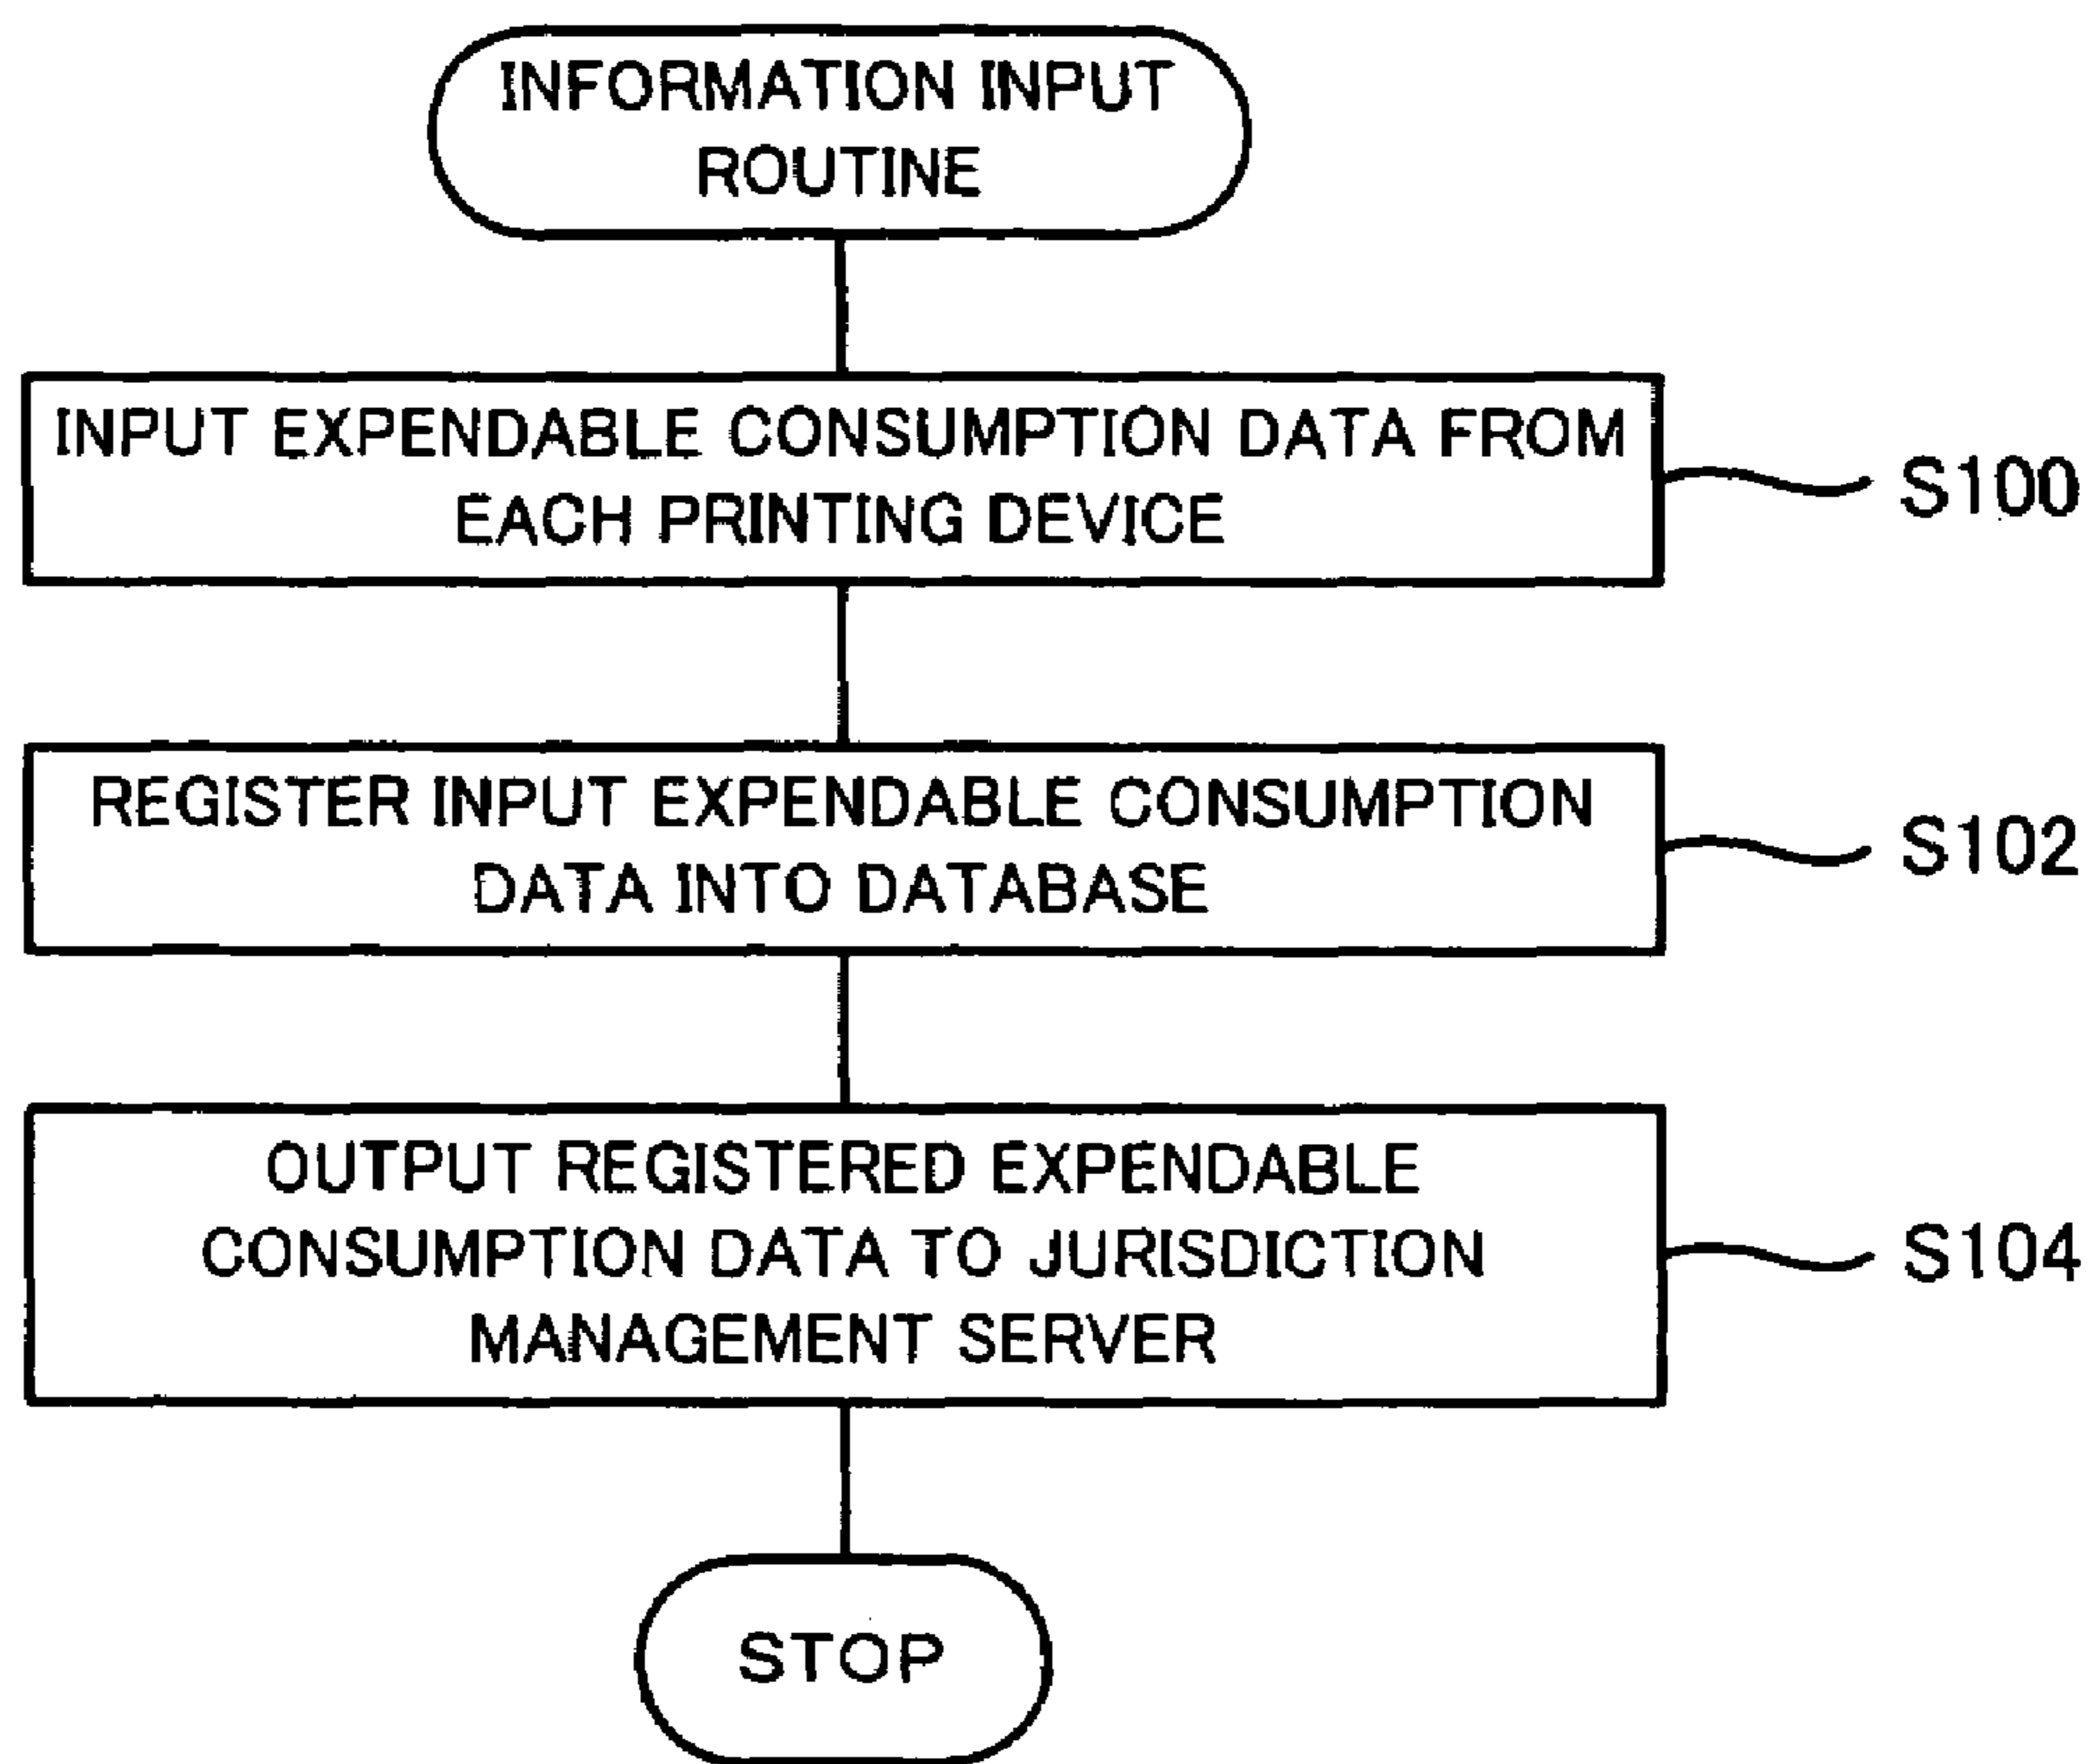 INFORMATION INPUT
ROUTINE
INPUT EXPENDABLE CONSUMPTION DATA FROM
EACH PRINTING DEVICE
S100
REGISTER INPUT EXPENDABLE CONSUMPTION
DATA INTO DATABASE
S102
OUTPUT REGISTERED EXPENDABLE
CONSUMPTION DATA TO JURISDICTION
MANAGEMENT SERVER
S104
STOP